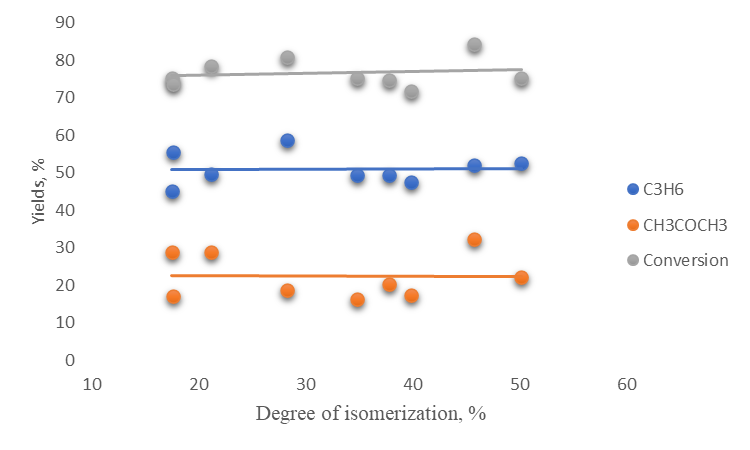 90
80
70
60
50
40
30
20
10
0
Yields, %
10 20 30 40 50 60
Degree of isomerization, %
C3H6
CH3COCH3
Conversion